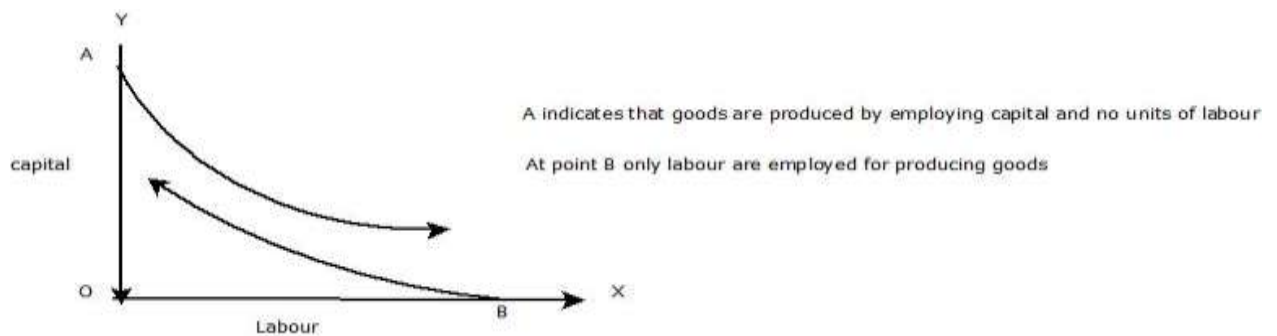 Y
A
A indicates that goods are produced by employing capital and no units of labour
capital
At point B only labour are employed for producing goods
O
X
B
Labour